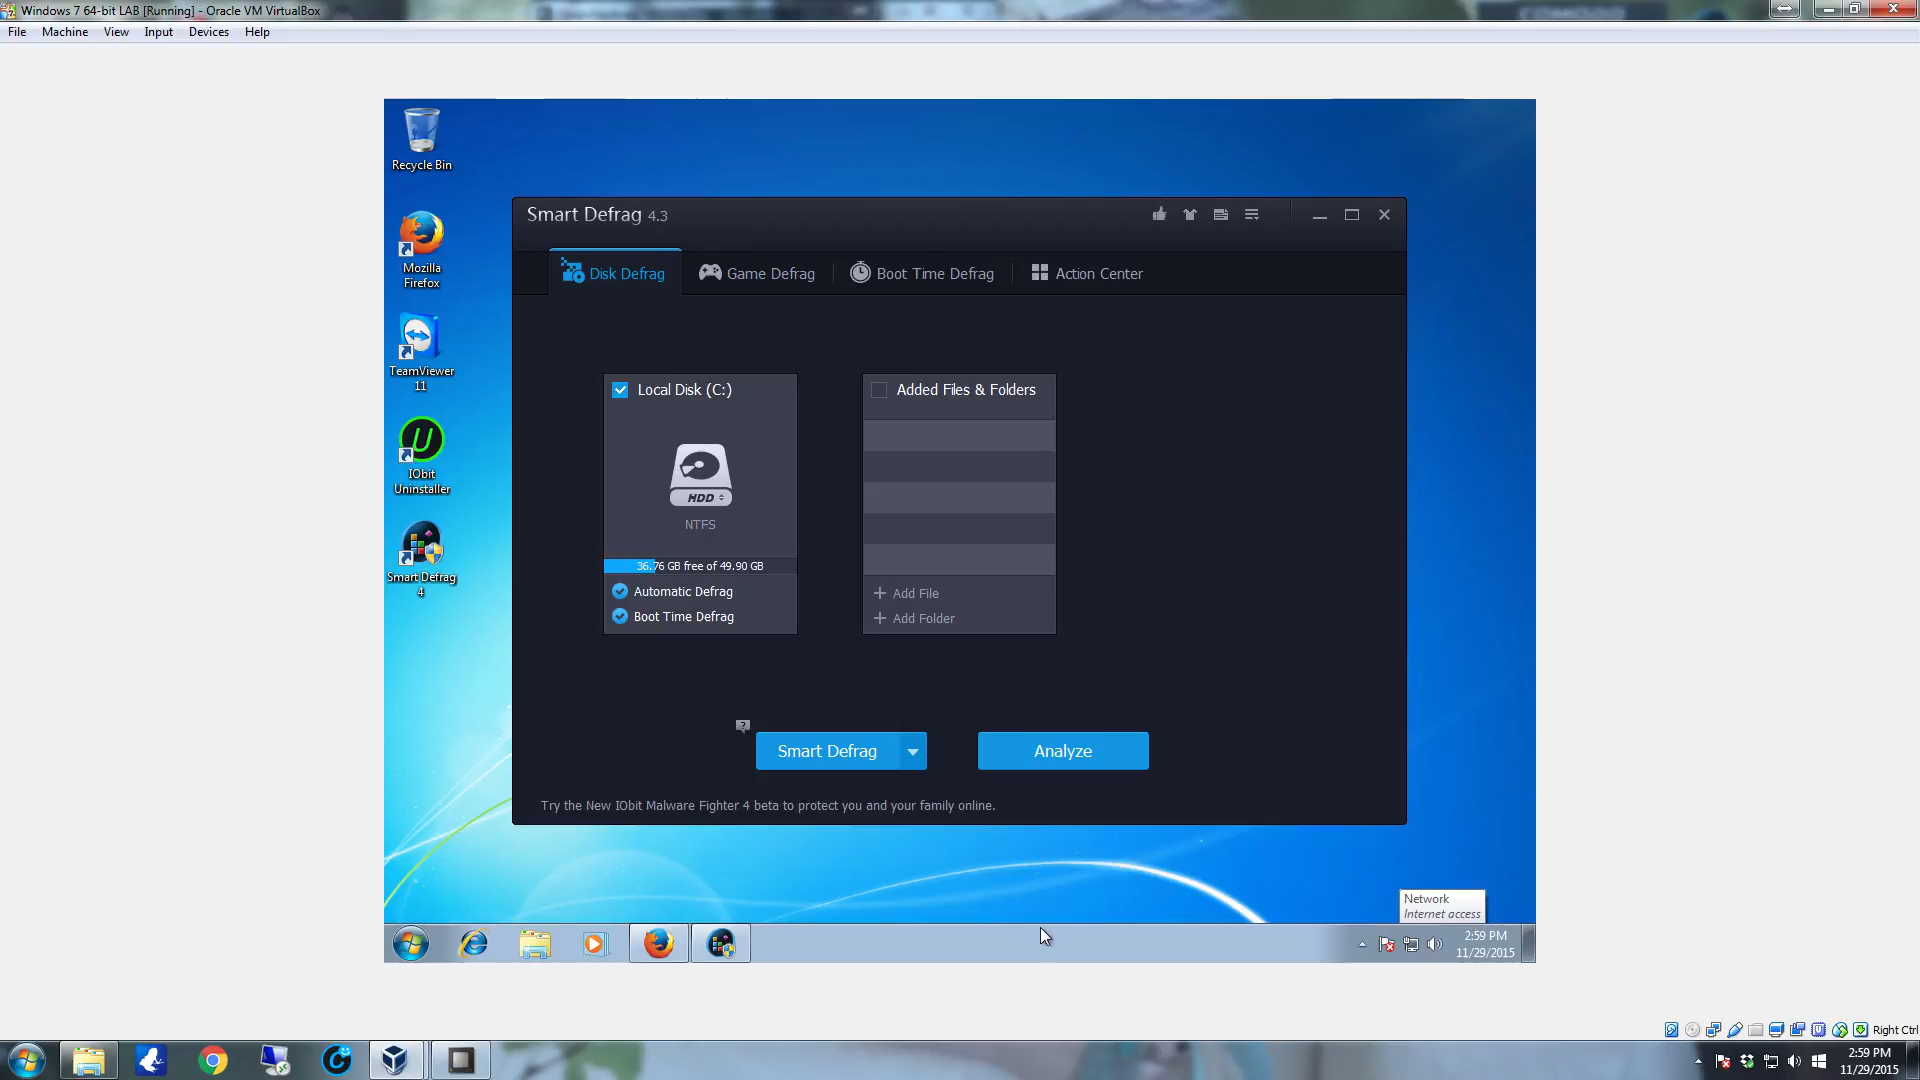 Windows 7 64-bit LAB [Running] - Oracle VM VirtualBox
File Machine View Input Devices Help
Recycle Bin
Mozilla
Firefox
TeamViewer
11
IObit
Uninstaller
Smart Defrag
4
Smart Defrag 4.3
Disk Defrag
Game Defrag
Boot Time Defrag
Action Center
Local Disk (C:)
HDD
NTFS
36.76 GB free of 49.90 GB
Automatic Defrag
Boot Time Defrag
Added Files & Folders
+ Add File
+ Add Folder
?
Smart Defrag
Analyze
Try the New IObit Malware Fighter 4 beta to protect you and your family online.
Network
Internet access
2:59 PM
11/29/2015
Right Ctrl
2:59 PM
11/29/2015